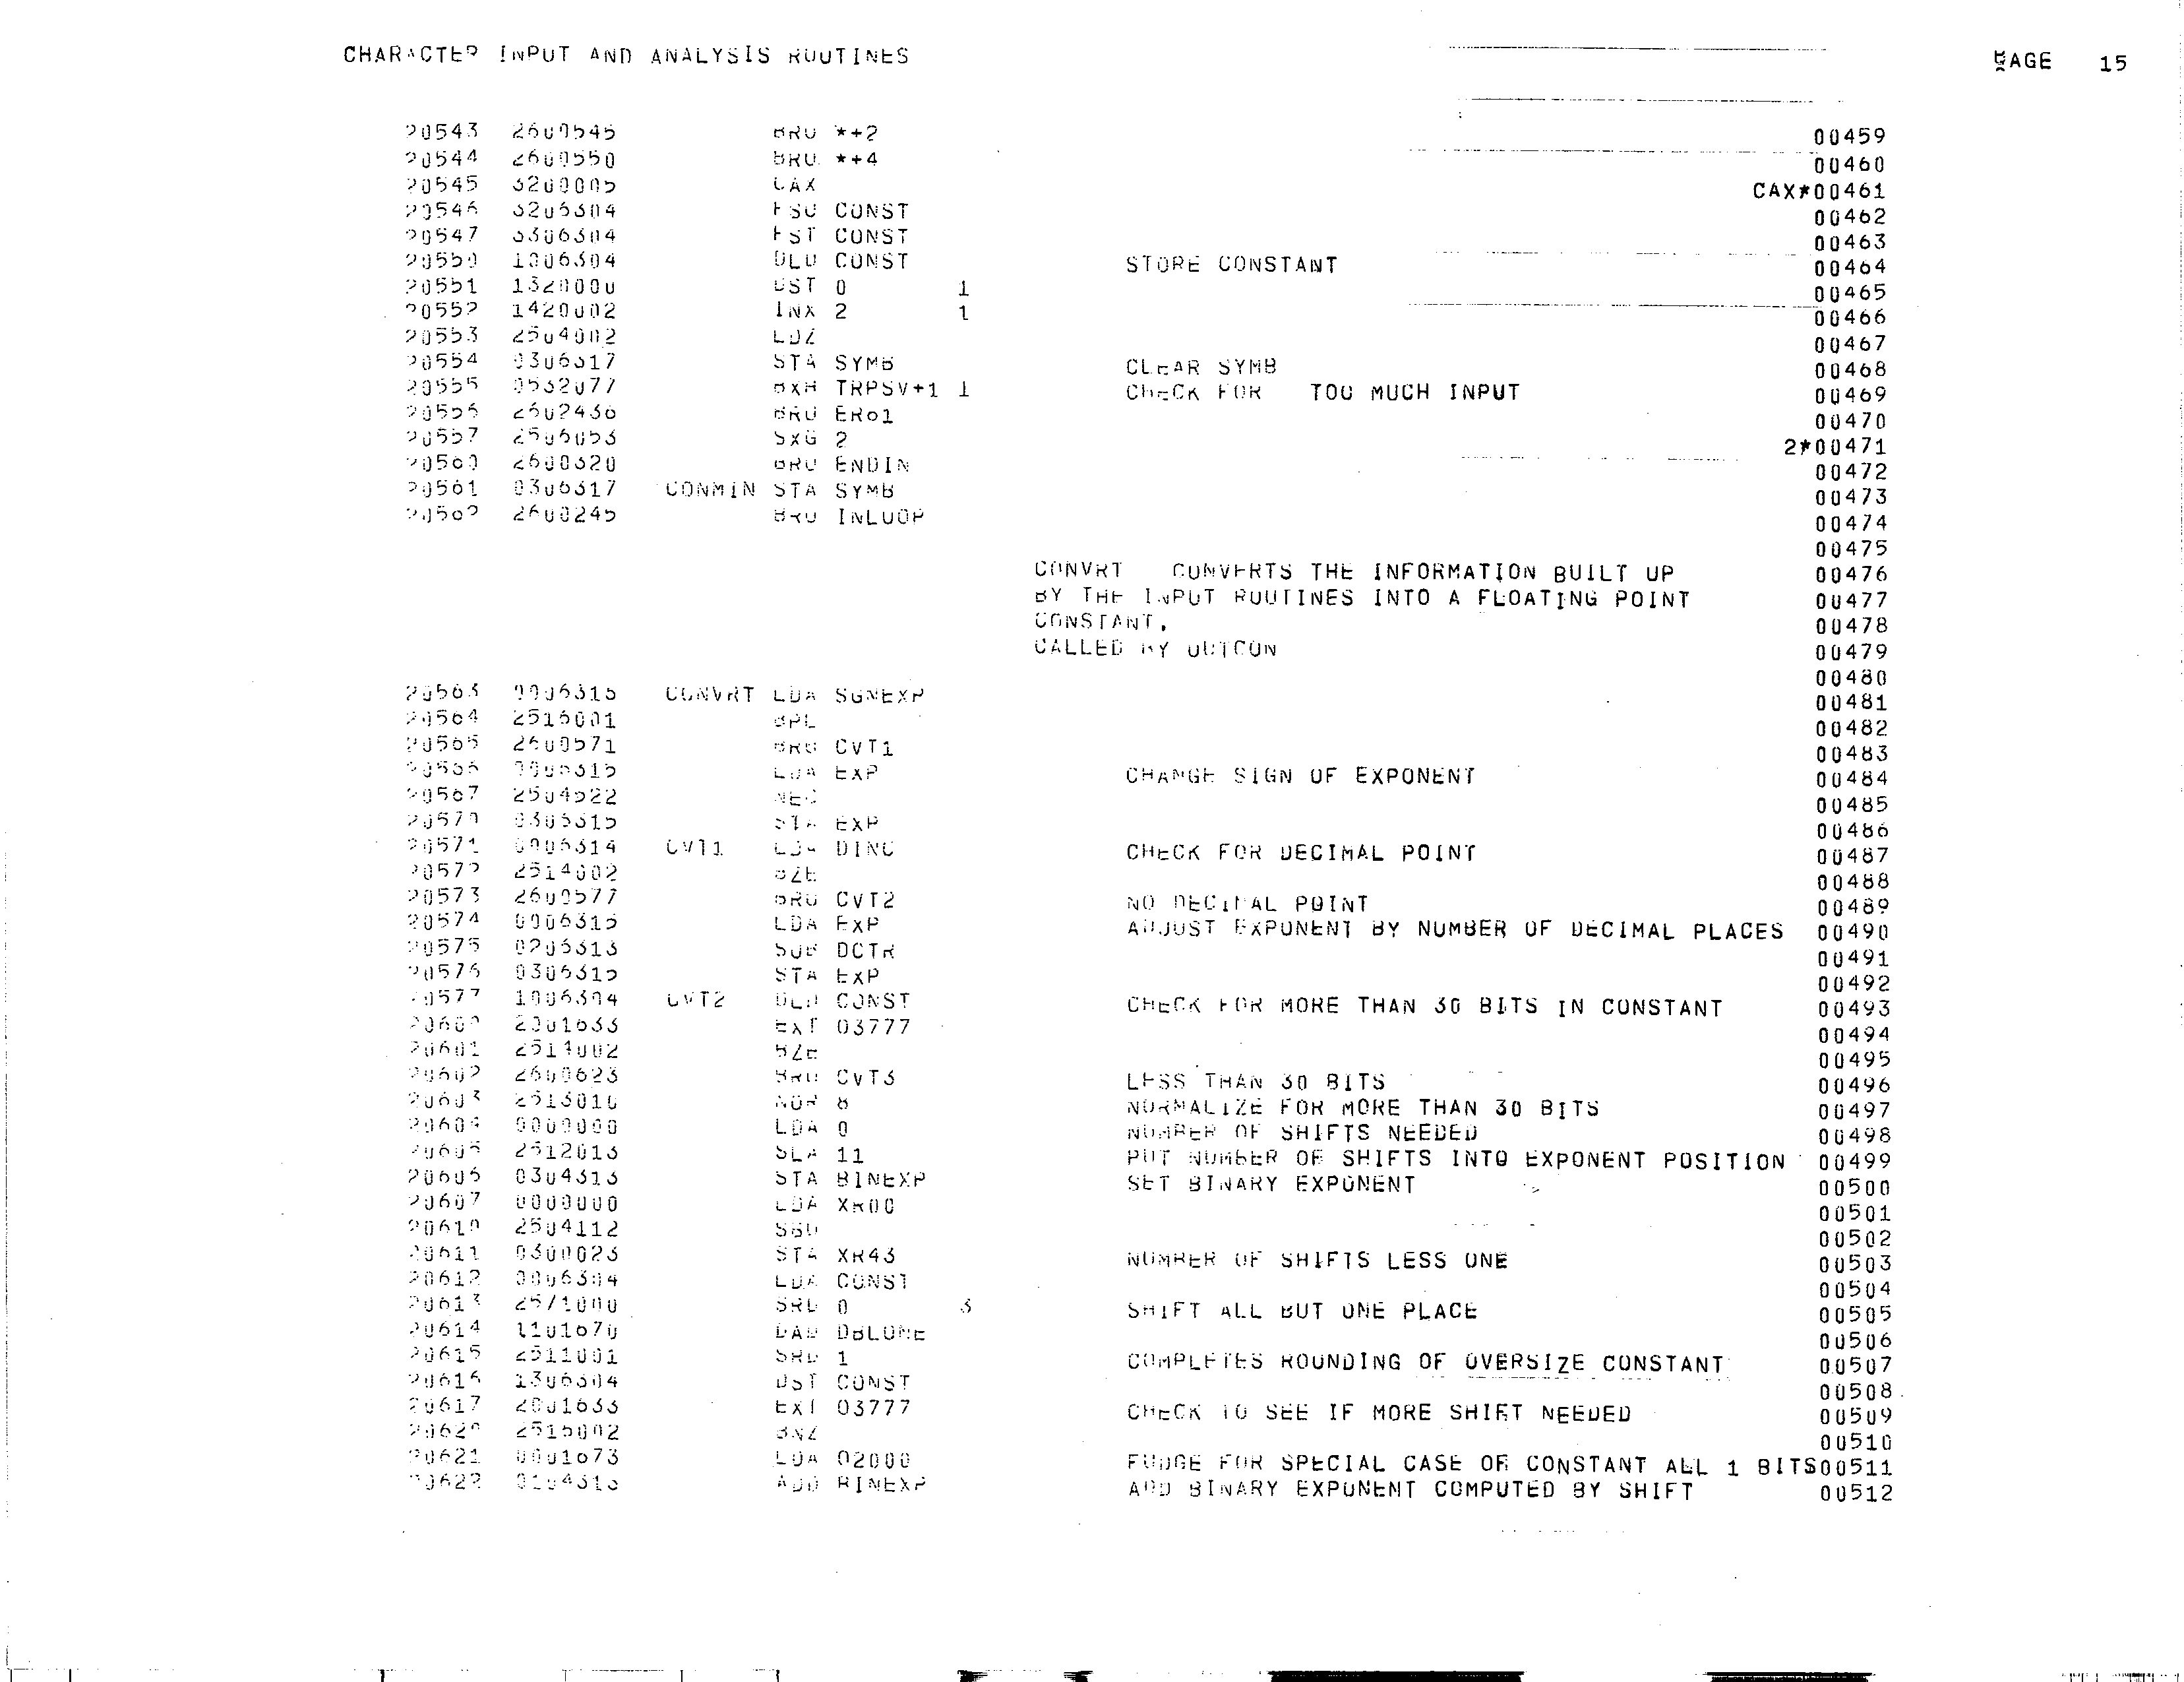 CHARACTER INPUT AND ANALYSIS ROUTINES PAGE 15
20543 2600545 BRU *+2 00459
20544 2600550 BRU *+4 00460
20545 3200005 CAX CAX*00461
20546 3206304 FSU CONST 00462
20547 3306304 FST CONST 00463
20550 1006304 DLD CONST STORE CONSTANT 00464
20551 1320000 DST 0 1 00465
20552 1420002 INX 2 1 00466
20553 2504002 LDZ 00467
20554 0306317 STA SYMB CLEAR SYMB 00468
20555 0532077 BXH TRPSV+1 1 CHECK FOR TOO MUCH INPUT 00469
20556 2602436 BRU ER61 00470
20557 2506053 SXG 2 2*00471
20560 2600320 BRU ENDIN 00472
20561 0306317 CONMIN STA SYMB 00473
20562 2600245 BRU INLOOP 00474
00475
CONVRT CONVERTS THE INFORMATION BUILT UP 00476
BY THE INPUT ROUTINES INTO A FLOATING POINT 00477
CONSTANT. 00478
CALLED BY OUTCON 00479
00480
20563 0006316 CONVRT LDA SGNEXP 00481
20564 2516001 BPL 00482
20565 2600571 BRU CVT1 00483
20566 0006315 LDA EXP CHANGE SIGN OF EXPONENT 00484
20567 2504522 NEG 00485
20570 0306315 STA EXP 00486
20571 0006314 CVT1 LDA DINC CHECK FOR DECIMAL POINT 00487
20572 2514002 BZE 00488
20573 2600577 BRU CVT2 NO DECIMAL POINT 00489
20574 0006315 LDA EXP ADJUST EXPONENT BY NUMBER OF DECIMAL PLACES 00490
20575 0206313 SUB DCTR 00491
20576 0306315 STA EXP 00492
20577 1006304 CVT2 DLD CONST CHECK FOR MORE THAN 30 BITS IN CONSTANT 00493
20600 2001633 EXT O3777 00494
20601 2514002 BZE 00495
20602 2600623 BRU CVT3 LESS THAN 30 BITS 00496
20603 2513010 NOR 8 NORMALIZE FOR MORE THAN 30 BITS 00497
20604 0000000 LDA 0 NUMBER OF SHIFTS NEEDED 00498
20605 2512013 SLA 11 PUT NUMBER OF SHIFTS INTO EXPONENT POSITION 00499
20606 0304313 STA BINEXP SET BINARY EXPONENT 00500
20607 0000000 LDA XR00 00501
20610 2504112 SBO 00502
20611 0300023 STA XR43 NUMBER OF SHIFTS LESS ONE 00503
20612 0006304 LDA CONST 00504
20613 2571000 SRD 0 3 SHIFT ALL BUT ONE PLACE 00505
20614 1101670 DAD DBLONE 00506
20615 2511001 SRD 1 COMPLETES ROUNDING OF OVERSIZE CONSTANT 00507
20616 1306304 DST CONST 00508
20617 2001633 EXT O3777 CHECK TO SEE IF MORE SHIFT NEEDED 00509
20620 2515002 BNZ 00510
20621 0001673 LDA O2000 FUDGE FOR SPECIAL CASE OF CONSTANT ALL 1 BITS00511
20622 0104313 ADD BINEXP ADD BINARY EXPONENT COMPUTED BY SHIFT 00512